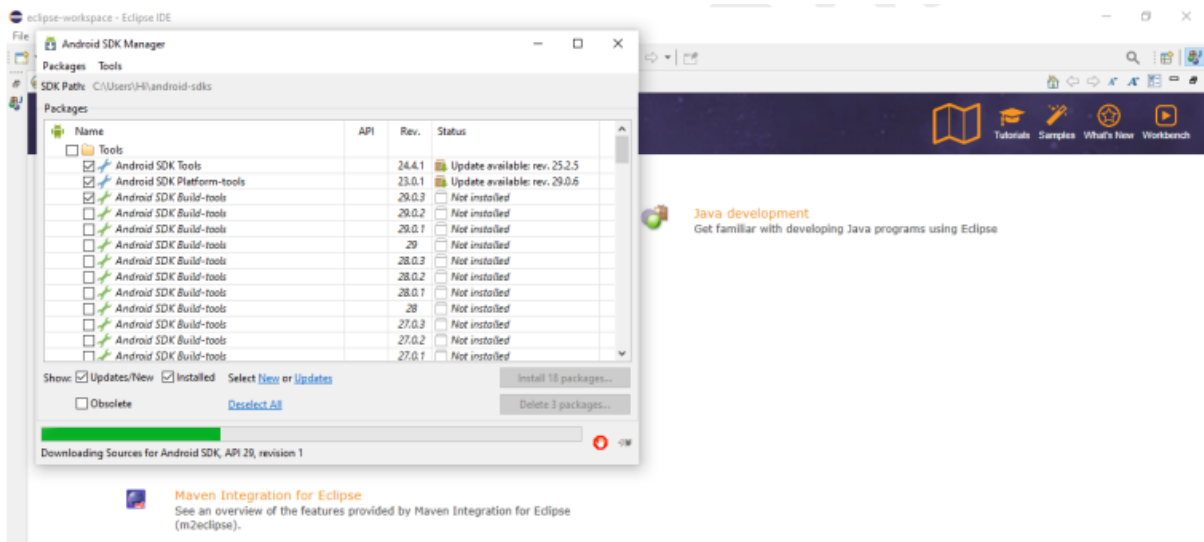 eclipse-workspace - Eclipse IDE
File
Android SDK Manager
Packages Tools
SDK Path: C:\Users\Hi\android-sdks
Packages
Name API Rev. Status
Tools
Android SDK Tools 24.4.1 Update available: rev. 25.2.5
Android SDK Platform-tools 23.0.1 Update available: rev. 29.0.6
Android SDK Build-tools 29.0.3 Not installed
Android SDK Build-tools 29.0.2 Not installed
Android SDK Build-tools 29.0.1 Not installed
Android SDK Build-tools 29 Not installed
Android SDK Build-tools 28.0.3 Not installed
Android SDK Build-tools 28.0.2 Not installed
Android SDK Build-tools 28.0.1 Not installed
Android SDK Build-tools 28 Not installed
Android SDK Build-tools 27.0.3 Not installed
Android SDK Build-tools 27.0.2 Not installed
Android SDK Build-tools 27.0.1 Not installed
Show: Updates/New Installed Select New or Updates Install 18 packages...
Obsolete Deselect All Delete 3 packages...
Downloading Sources for Android SDK, API 29, revision 1
Tutorials Samples What's New Workbench
Java development
Get familiar with developing Java programs using Eclipse
Maven Integration for Eclipse
See an overview of the features provided by Maven Integration for Eclipse
(m2eclipse).